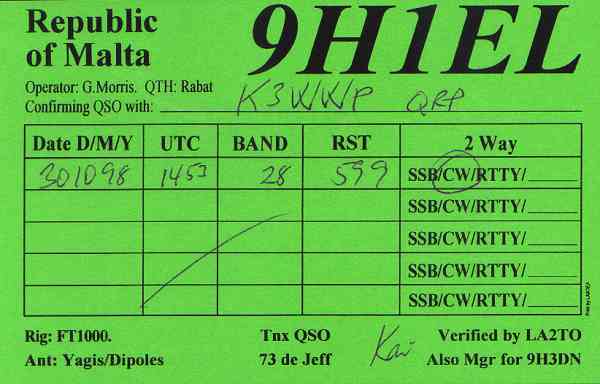 Republic of Malta
9H1EL
Operator: G.Morris. QTH: Rabat
Confirming QSO with: K3WWP QRP
Date D/M/Y UTC BAND RST 2 Way
301098 1453 28 599 SSB/CW/RTTY/
SSB/CW/RTTY/
SSB/CW/RTTY/
SSB/CW/RTTY/
SSB/CW/RTTY/
Rig: FT1000. Tnx QSO Kai Verified by LA2TO
Ant: Yagis/Dipoles 73 de Jeff Also Mgr for 9H3DN